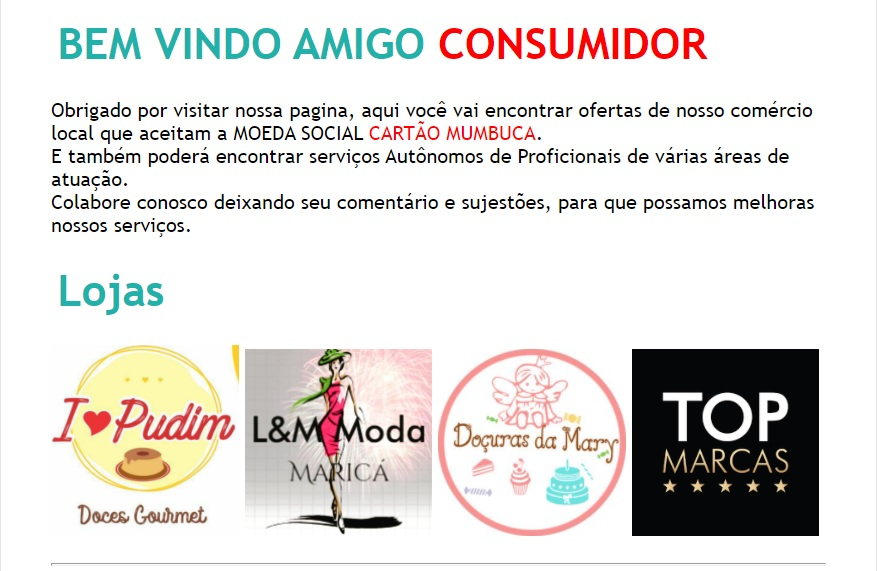 BEM VINDO AMIGO CONSUMIDOR
Obrigado por visitar nossa pagina, aqui você vai encontrar ofertas de nosso comércio
local que aceitam a MOEDA SOCIAL CARTÃO MUMBUCA.
E também poderá encontrar serviços Autônomos de Proficionais de várias áreas de
atuação.
Colabore conosco deixando seu comentário e sujestões, para que possamos melhoras
nossos serviços.
Lojas
I Pudim
Doces Gourmet
L&M Moda
MARICÁ
Doçuras da Mary
TOP
MARCAS